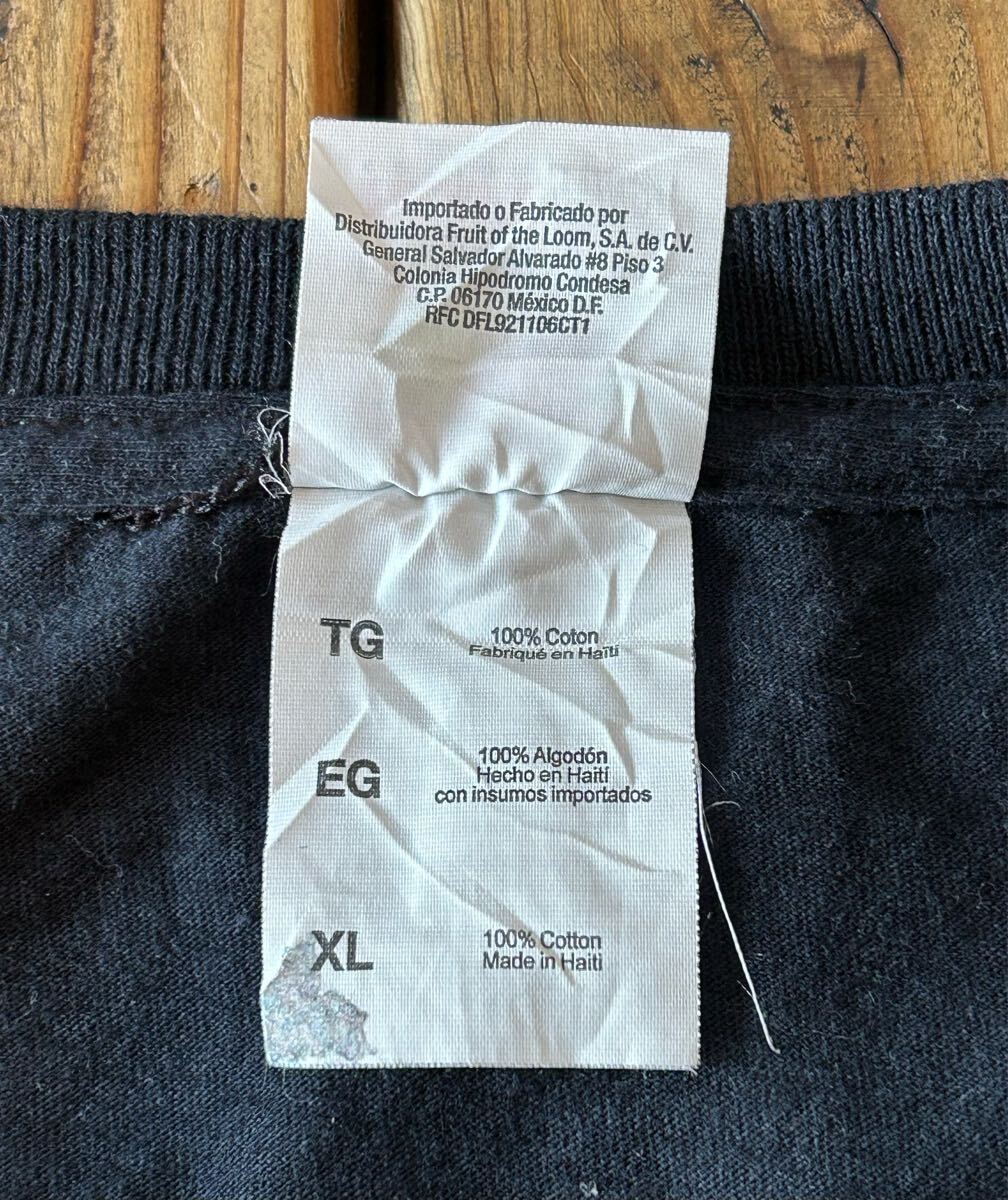 Importado o Fabricado por
Distribuidora Fruit of the Loom, S.A. de C.V.
General Salvador Alvarado #8 Piso 3
Colonia Hipodromo Condesa
C.P. 06170 México D.F.
RFC DFL921106CT1
TG
100% Coton
Fabriqué en Haïti
EG
100% Algodón
Hecho en Haití
con insumos importados
XL
100% Cotton
Made in Haiti